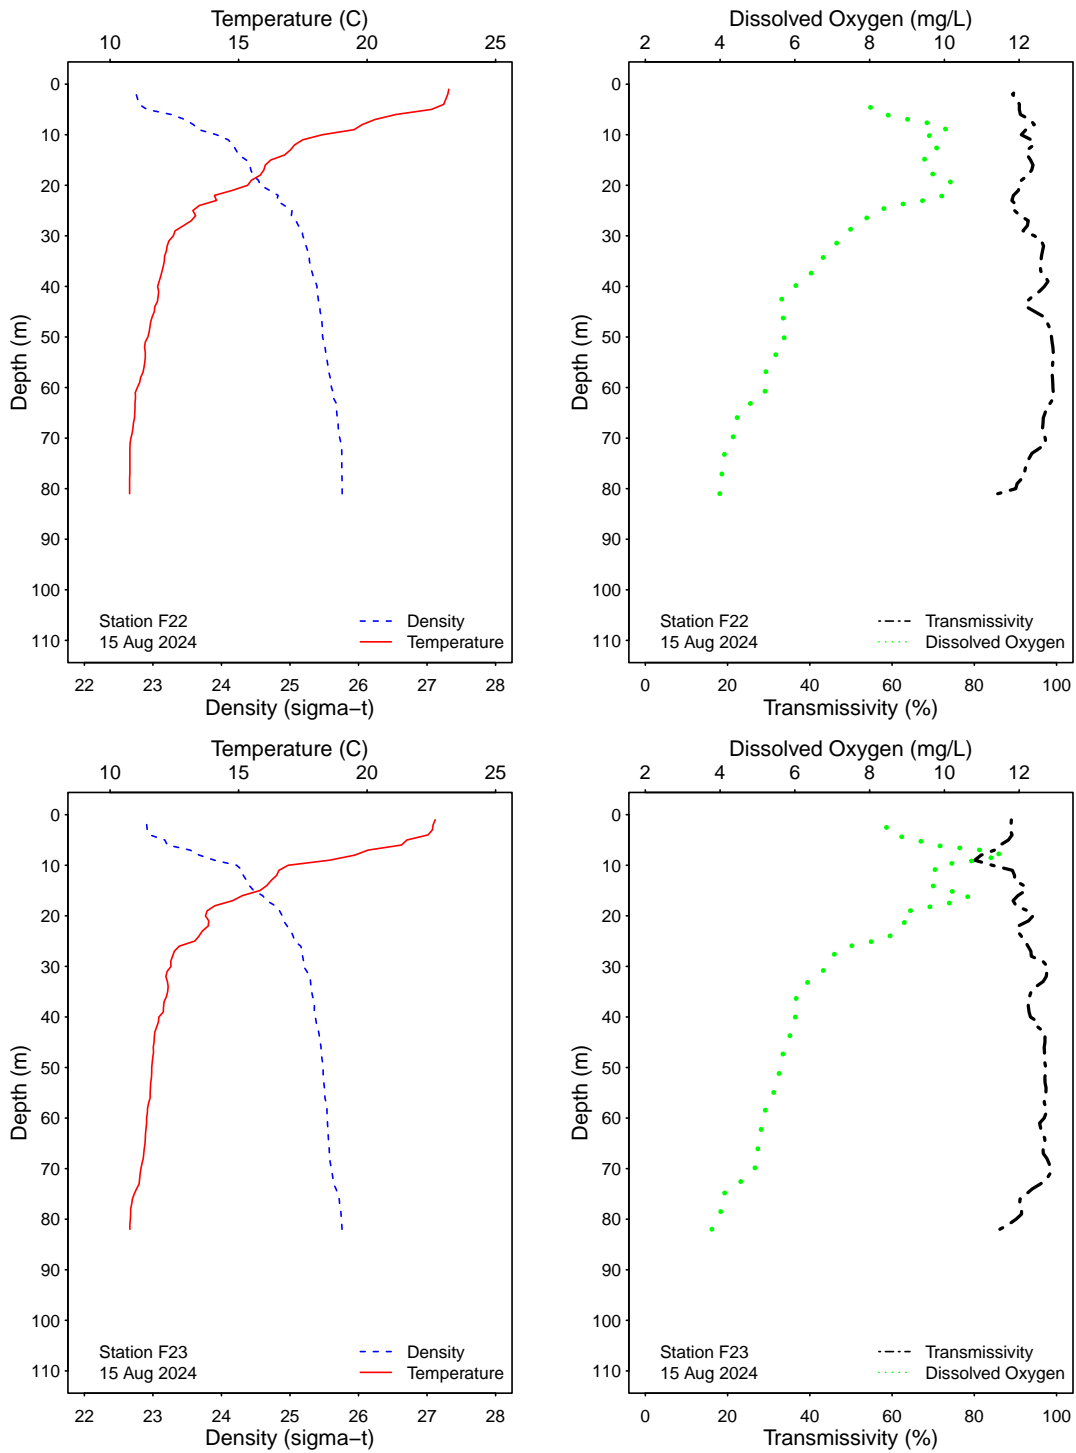 Temperature (C)
10 15 20 25
0
10
20
30
40
50
60
70
80
90
100
110
Depth (m)
Station F22
15 Aug 2024
Density
Temperature
22 23 24 25 26 27 28
Density (sigma−t)
Dissolved Oxygen (mg/L)
2 4 6 8 10 12
0
10
20
30
40
50
60
70
80
90
100
110
Depth (m)
Station F22
15 Aug 2024
Transmissivity
Dissolved Oxygen
0 20 40 60 80 100
Transmissivity (%)
Temperature (C)
10 15 20 25
0
10
20
30
40
50
60
70
80
90
100
110
Depth (m)
Station F23
15 Aug 2024
Density
Temperature
22 23 24 25 26 27 28
Density (sigma−t)
Dissolved Oxygen (mg/L)
2 4 6 8 10 12
0
10
20
30
40
50
60
70
80
90
100
110
Depth (m)
Station F23
15 Aug 2024
Transmissivity
Dissolved Oxygen
0 20 40 60 80 100
Transmissivity (%)